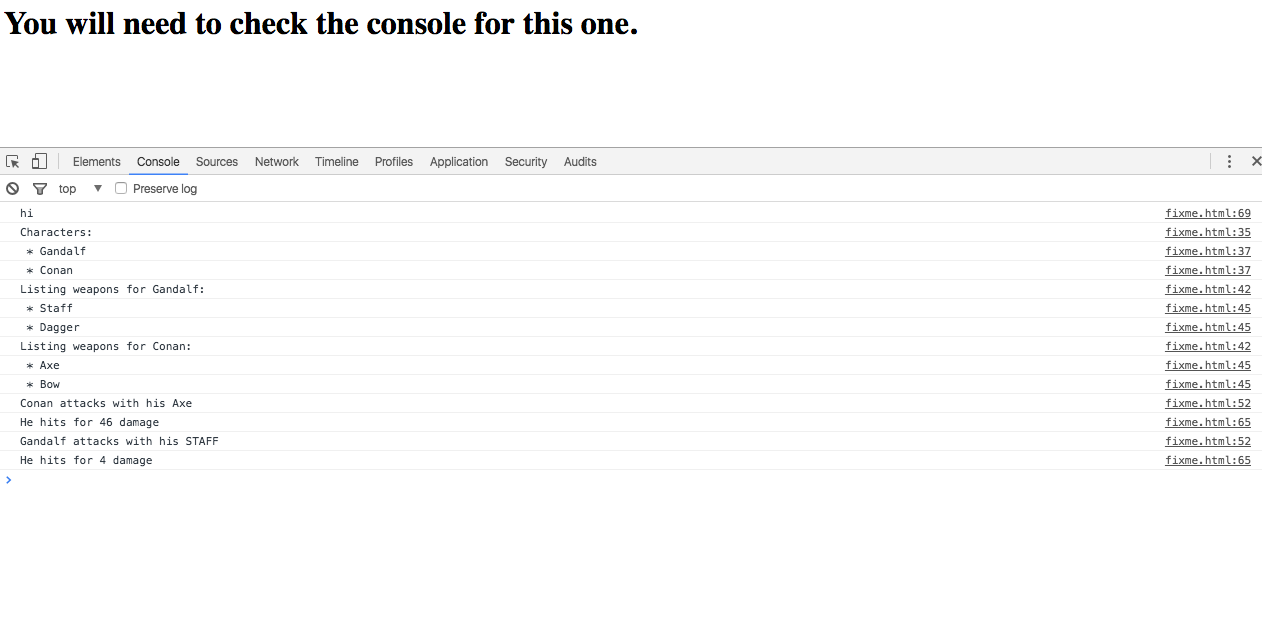 You will need to check the console for this one.
Elements Console Sources Network Timeline Profiles Application Security Audits
top Preserve log
hi fixme.html:69
Characters: fixme.html:35
* Gandalf fixme.html:37
* Conan fixme.html:37
Listing weapons for Gandalf: fixme.html:42
* Staff fixme.html:45
* Dagger fixme.html:45
Listing weapons for Conan: fixme.html:42
* Axe fixme.html:45
* Bow fixme.html:45
Conan attacks with his Axe fixme.html:52
He hits for 46 damage fixme.html:65
Gandalf attacks with his STAFF fixme.html:52
He hits for 4 damage fixme.html:65